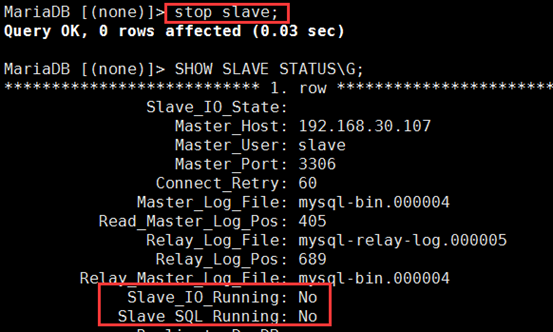 MariaDB [(none)]> stop slave;
Query OK, 0 rows affected (0.03 sec)
MariaDB [(none)]> SHOW SLAVE STATUS\G;
*************************** 1. row ***********************
Slave_IO_State:
Master_Host: 192.168.30.107
Master_User: slave
Master_Port: 3306
Connect_Retry: 60
Master_Log_File: mysql-bin.000004
Read_Master_Log_Pos: 405
Relay_Log_File: mysql-relay-log.000005
Relay_Log_Pos: 689
Relay_Master_Log_File: mysql-bin.000004
Slave_IO_Running: No
Slave_SQL_Running: No